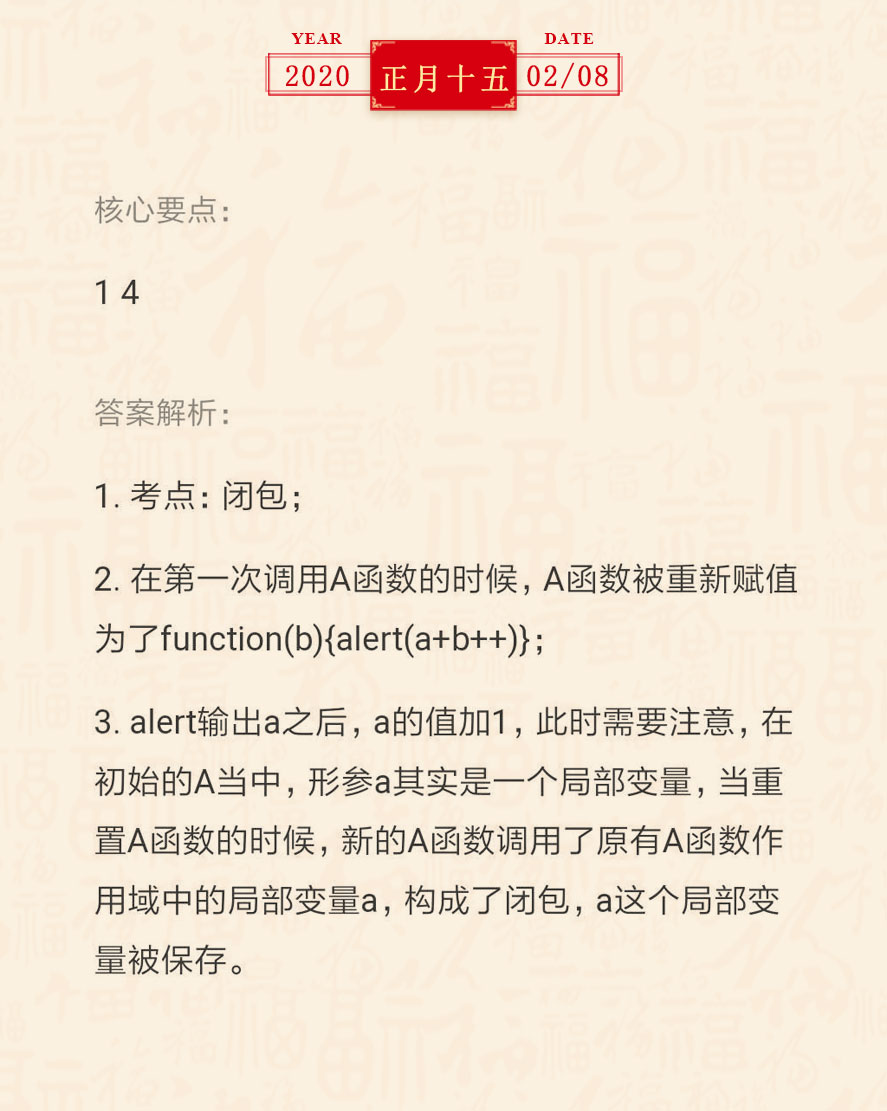 YEAR
DATE
2020
正月十五
02/08
核心要点：
1 4
答案解析：
1. 考点：闭包；
2. 在第一次调用A函数的时候，A函数被重新赋值
为了function(b){alert(a+b++)}；
3. alert输出a之后，a的值加1，此时需要注意，在
初始的A当中，形参a其实是一个局部变量，当重
置A函数的时候，新的A函数调用了原有A函数作
用域中的局部变量a，构成了闭包，a这个局部变
量被保存。